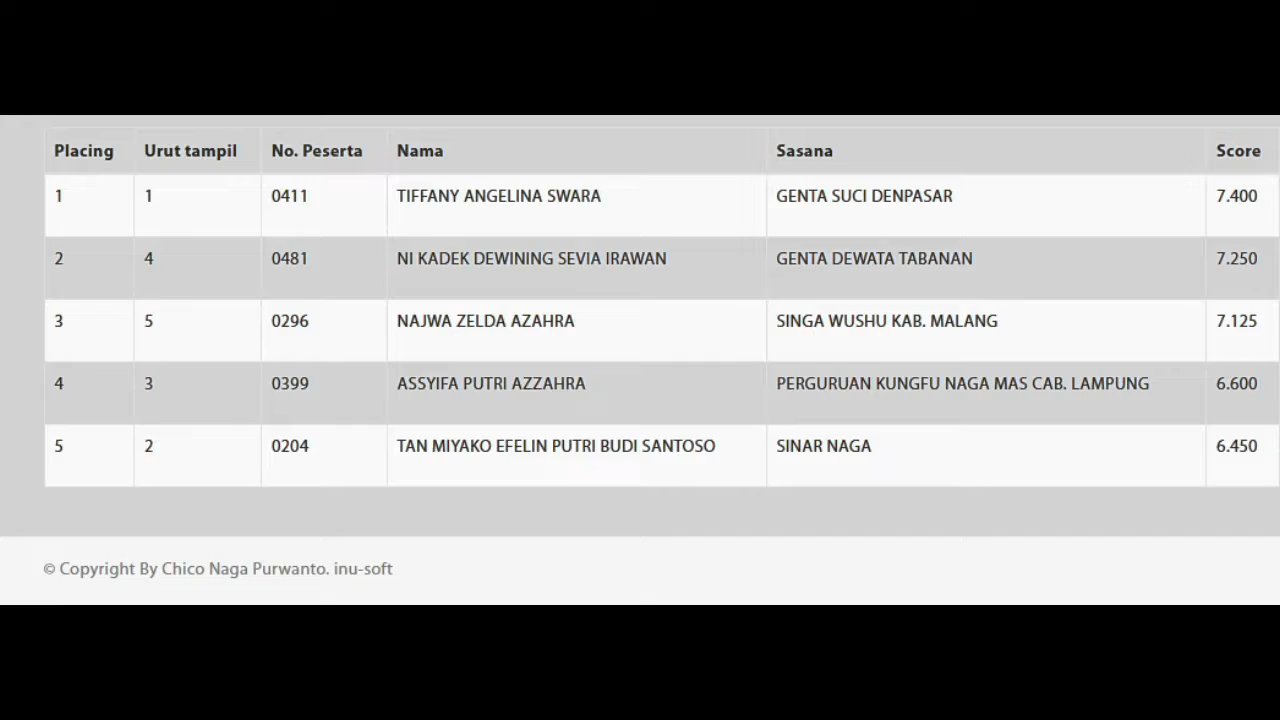 Placing Urut tampil No. Peserta Nama Sasana Score
1 1 0411 TIFFANY ANGELINA SWARA GENTA SUCI DENPASAR 7.400
2 4 0481 NI KADEK DEWINING SEVIA IRAWAN GENTA DEWATA TABANAN 7.250
3 5 0296 NAJWA ZELDA AZAHRA SINGA WUSHU KAB. MALANG 7.125
4 3 0399 ASSYIFA PUTRI AZZAHRA PERGURUAN KUNGFU NAGA MAS CAB. LAMPUNG 6.600
5 2 0204 TAN MIYAKO EFELIN PUTRI BUDI SANTOSO SINAR NAGA 6.450
© Copyright By Chico Naga Purwanto. inu-soft